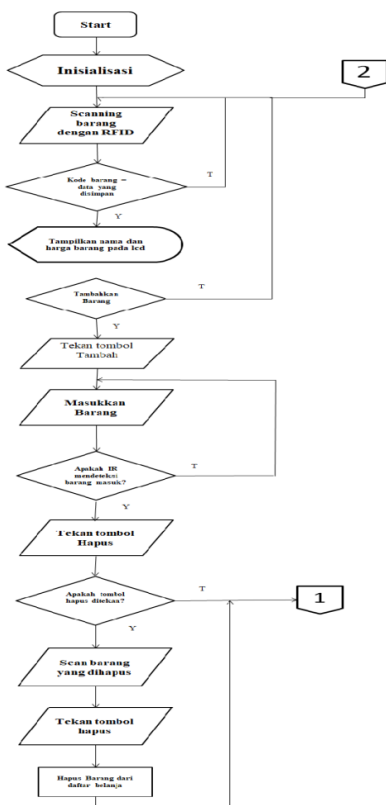 Start
Inisialisasi
2
Scanning
barang
dengan RFID
Kode barang =
data yang
disimpan
T
Y
Tampilkan nama dan
harga barang pada lcd
Tambahkan
Barang
T
Y
Tekan tombol
Tambah
Masukkan
Barang
Apakah IR
mendeteksi
barang masuk?
T
Y
Tekan tombol
Hapus
Apakah tombol
hapus ditekaa?
T
1
Y
Scan barang
yang dihapus
Tekan tombol
hapus
Hapus Barang dari
daftar belanja